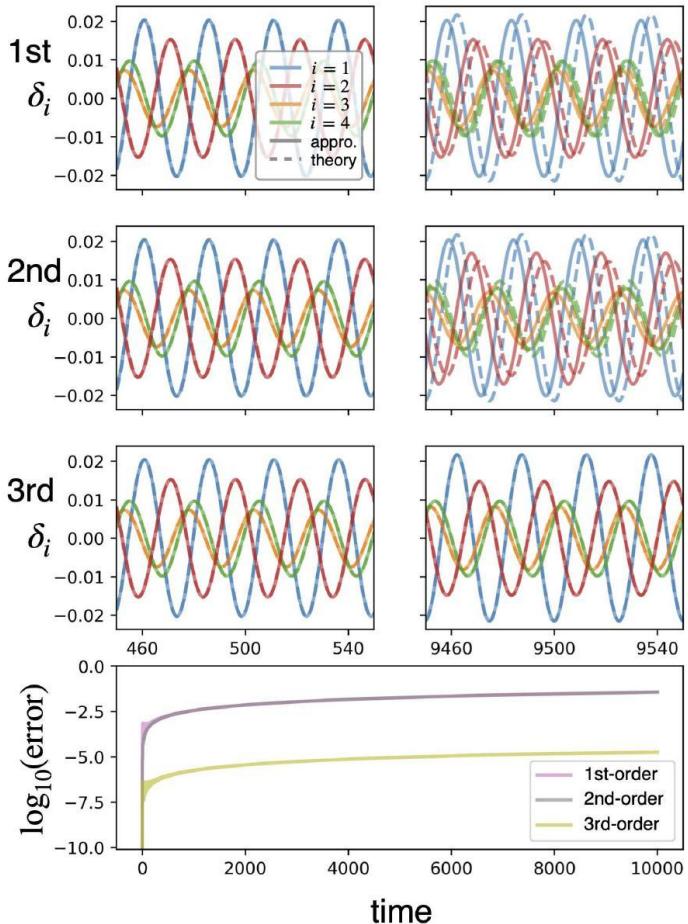 1st
δi
0.02
0.01
0.00
−0.01
−0.02
i = 1
i = 2
i = 3
i = 4
appro.
theory
2nd
δi
0.02
0.01
0.00
−0.01
−0.02
3rd
δi
0.02
0.01
0.00
−0.01
−0.02
460 500 540
9460 9500 9540
log10(error)
0.0
−2.5
−5.0
−7.5
−10.0
1st-order
2nd-order
3rd-order
0 2000 4000 6000 8000 10000
time